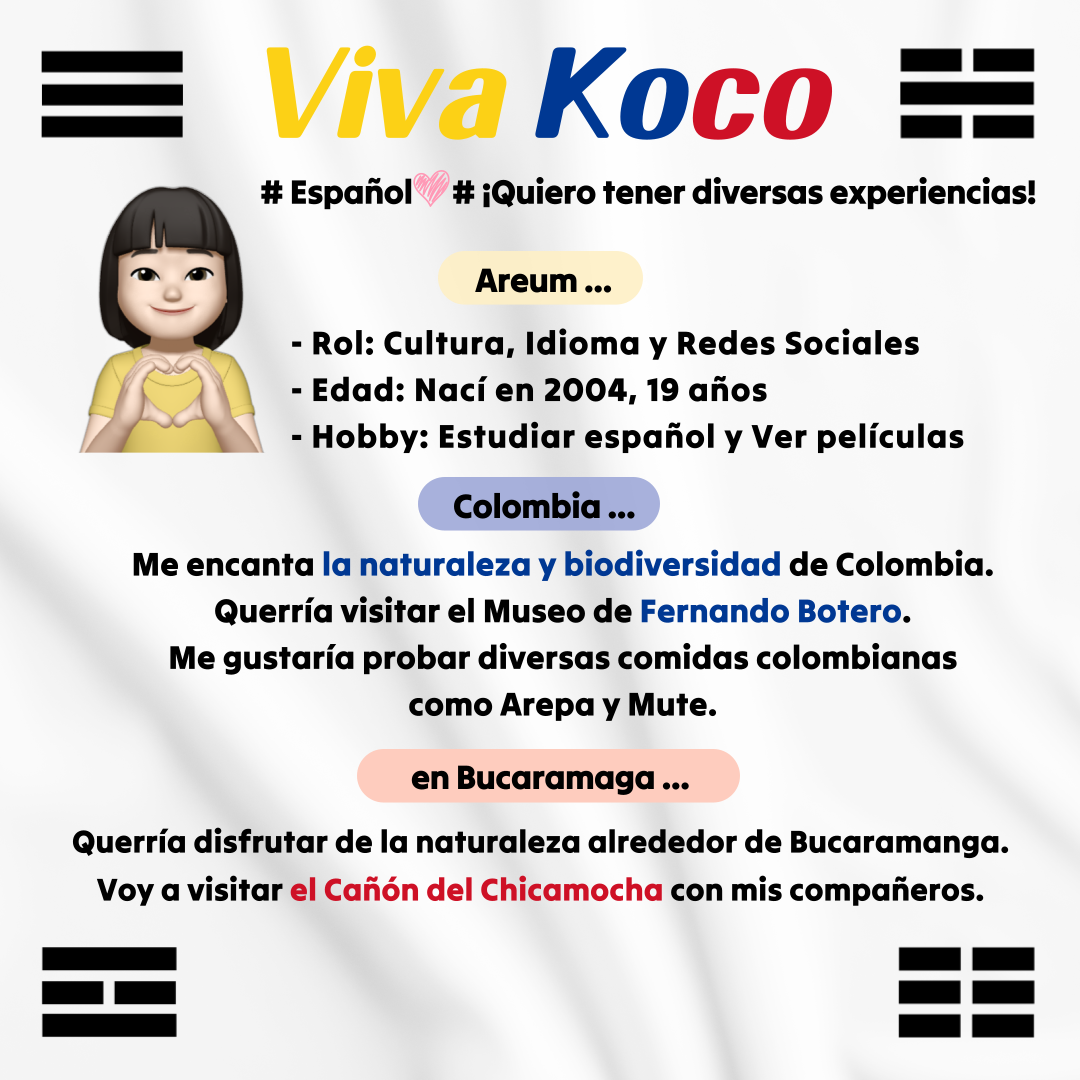 Viva Koco
# Español # ¡Quiero tener diversas experiencias!
Areum ...
- Rol: Cultura, Idioma y Redes Sociales
- Edad: Nací en 2004, 19 años
- Hobby: Estudiar español y Ver películas
Colombia ...
Me encanta la naturaleza y biodiversidad de Colombia.
Querría visitar el Museo de Fernando Botero.
Me gustaría probar diversas comidas colombianas
como Arepa y Mute.
en Bucaramaga ...
Querría disfrutar de la naturaleza alrededor de Bucaramanga.
Voy a visitar el Cañón del Chicamocha con mis compañeros.